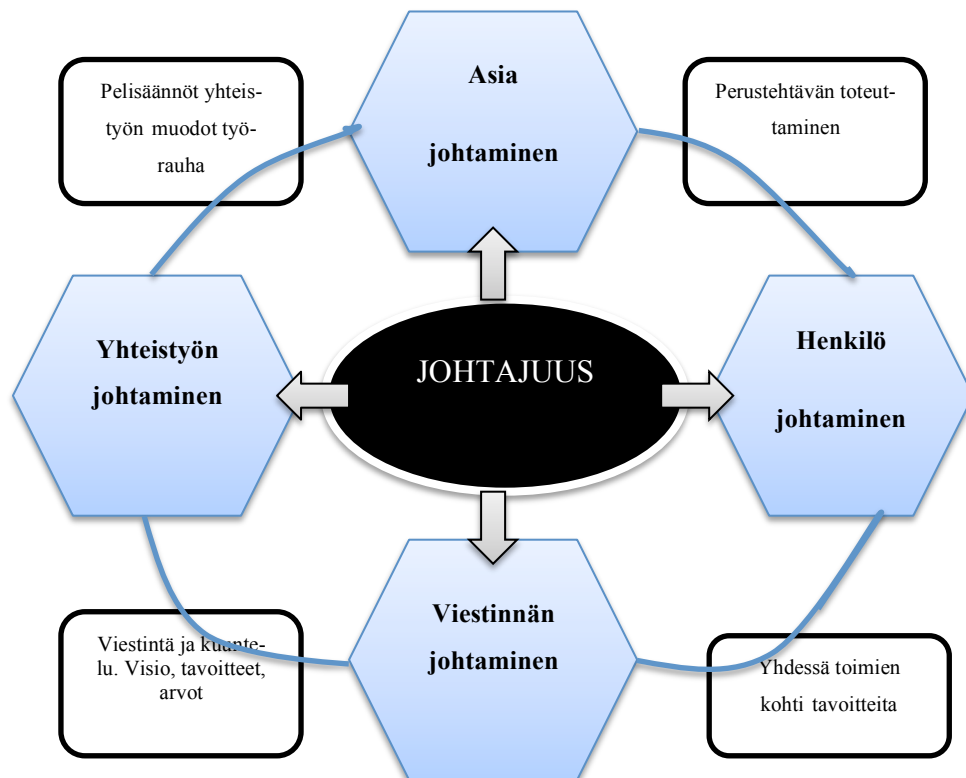 Asia
johtaminen
Pelisäännöt yhteis-
työn muodot työ-
rauha
Perustehtävän toteut-
taminen
Yhteistyön
johtaminen
JOHTAJUUS
Henkilö
johtaminen
Viestinnän
johtaminen
Viestintä ja kuunte-
lu. Visio, tavoitteet,
arvot
Yhdessä toimien
kohti tavoitteita